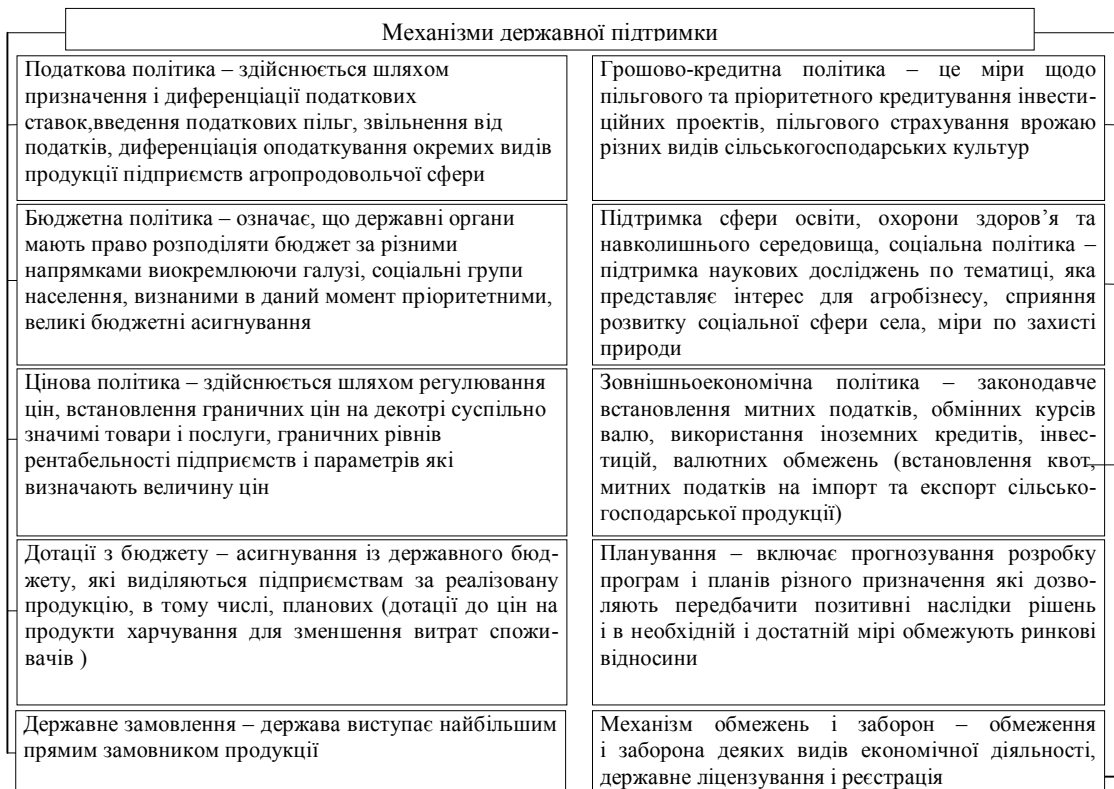 Механізми державної підтримки
Податкова політика – здійснюється шляхом
призначення і диференціації податкових
ставок,введення податкових пільг, звільнення від
податків, диференціація оподаткування окремих видів
продукції підприємств агропродовольчої сфери
Бюджетна політика – означає, що державні органи
мають право розподіляти бюджет за різними
напрямками виокремлюючи галузі, соціальні групи
населення, визнаними в даний момент пріоритетними,
великі бюджетні асигнування
Цінова політика – здійснюється шляхом регулювання
цін, встановлення граничних цін на декотрі суспільно
значимі товари і послуги, граничних рівнів
рентабельності підприємств і параметрів які
визначають величину цін
Дотації з бюджету – асигнування із державного бюд-
жету, які виділяються підприємствам за реалізовану
продукцію, в тому числі, планових (дотації до цін на
продукти харчування для зменшення витрат спожи-
вачів )
Державне замовлення – держава виступає найбільшим
прямим замовником продукції
Грошово-кредитна політика – це міри щодо
пільгового та пріоритетного кредитування інвести-
ційних проектів, пільгового страхування врожаю
різних видів сільськогосподарських культур
Підтримка сфери освіти, охорони здоров’я та
навколишнього середовища, соціальна політика –
підтримка наукових досліджень по тематиці, яка
представляє інтерес для агробізнесу, сприяння
розвитку соціальної сфери села, міри по захисті
природи
Зовнішньоекономічна політика – законодавче
встановлення митних податків, обмінних курсів
валю, використання іноземних кредитів, інвес-
тицій, валютних обмежень (встановлення квот,
митних податків на імпорт та експорт сільсько-
господарської продукції)
Планування – включає прогнозування розробку
програм і планів різного призначення які дозво-
ляють передбачити позитивні наслідки рішень
і в необхідній і достатній мірі обмежують ринкові
відносини
Механізм обмежень і заборон – обмеження
і заборона деяких видів економічної діяльності,
державне ліцензування і реєстрація